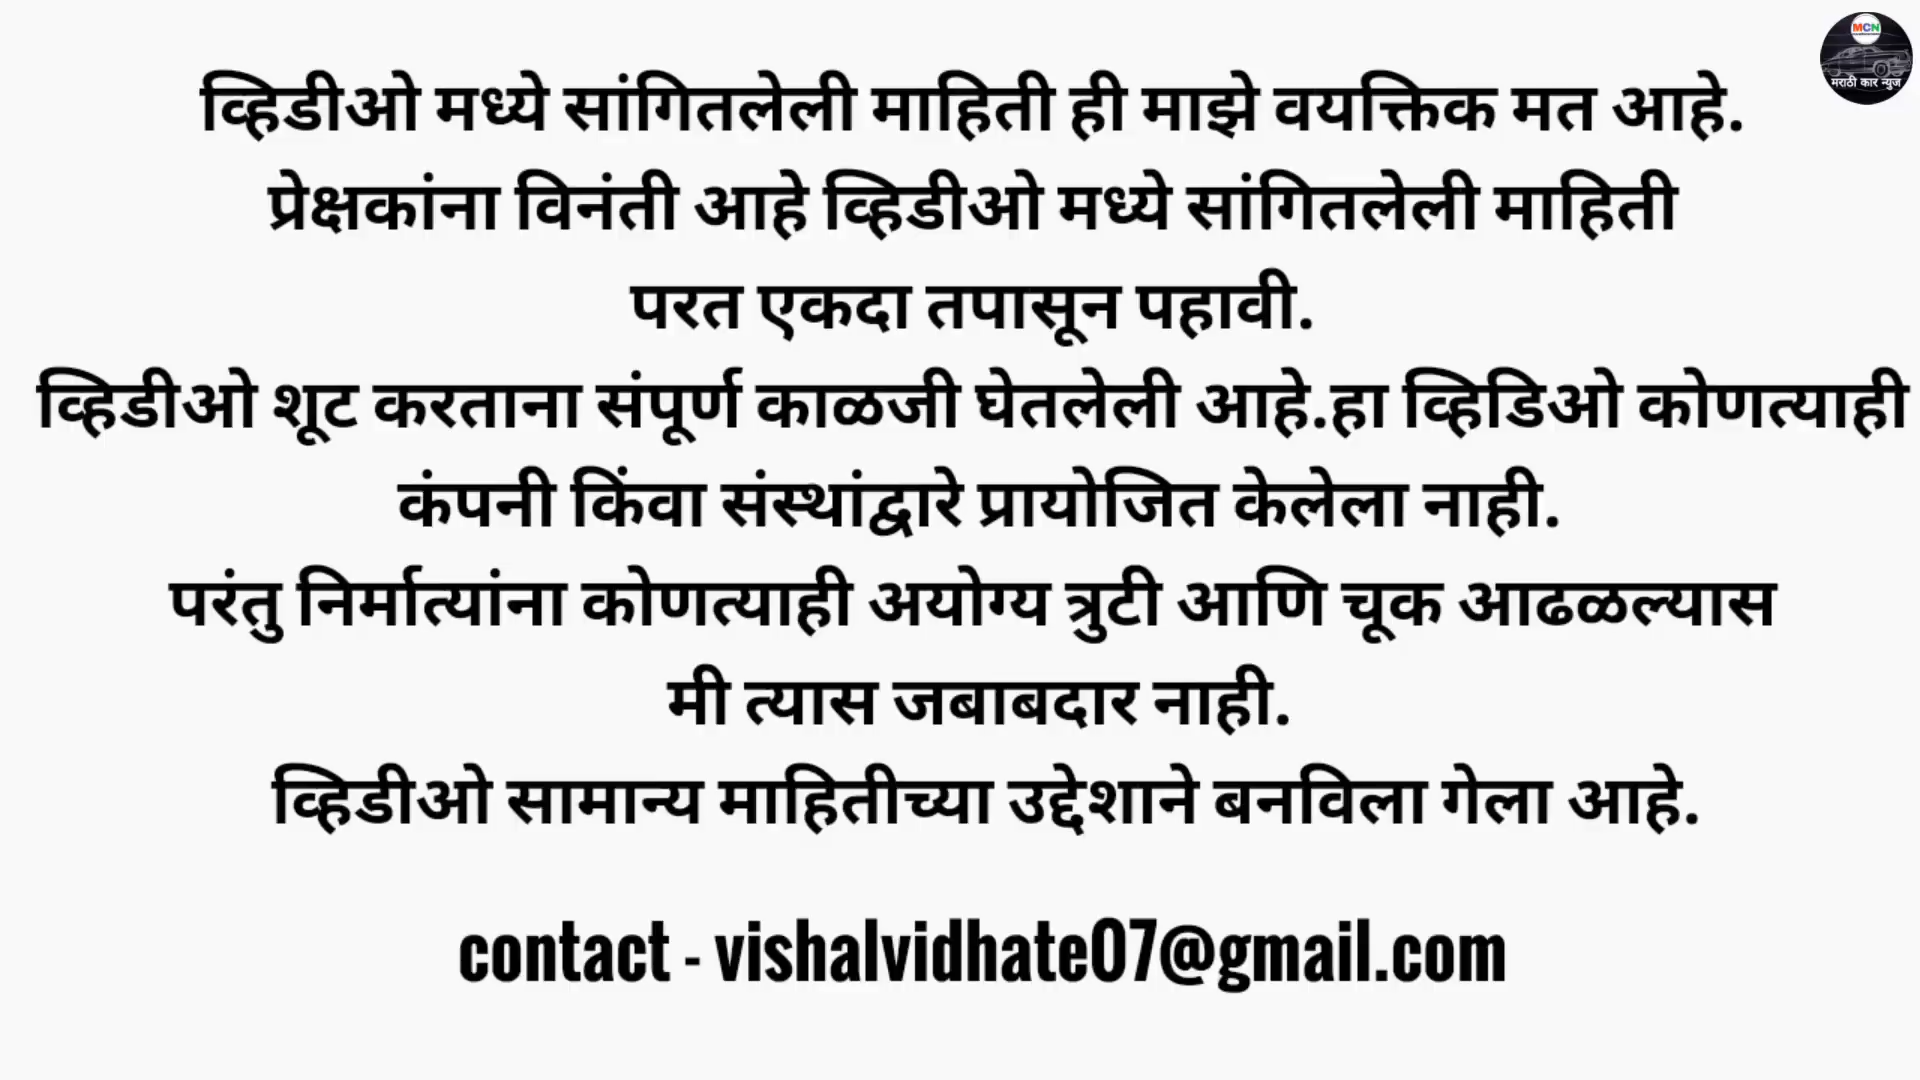 MCN
मराठी कार न्युज
व्हिडीओ मध्ये सांगितलेली माहिती ही माझे वयक्तिक मत आहे.
प्रेक्षकांना विनंती आहे व्हिडीओ मध्ये सांगितलेली माहिती
परत एकदा तपासून पहावी.
व्हिडीओ शूट करताना संपूर्ण काळजी घेतलेली आहे.हा व्हिडिओ कोणत्याही
कंपनी किंवा संस्थांद्वारे प्रायोजित केलेला नाही.
परंतु निर्मात्यांना कोणत्याही अयोग्य त्रुटी आणि चूक आढळल्यास
मी त्यास जबाबदार नाही.
व्हिडीओ सामान्य माहितीच्या उद्देशाने बनविला गेला आहे.
contact - vishalvidhate07@gmail.com